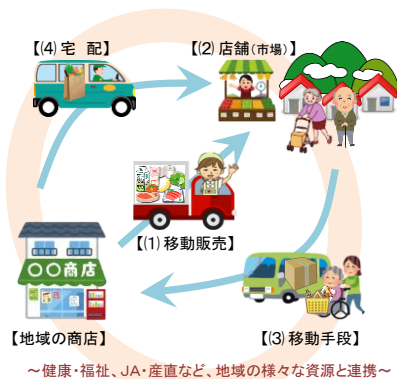 【⑷ 宅　配】
【⑵ 店舗（市場）】
【⑴ 移動販売】
〇〇商店
【地域の商店】
【⑶ 移動手段】
～健康・福祉、JA・産直など、地域の様々な資源と連携～